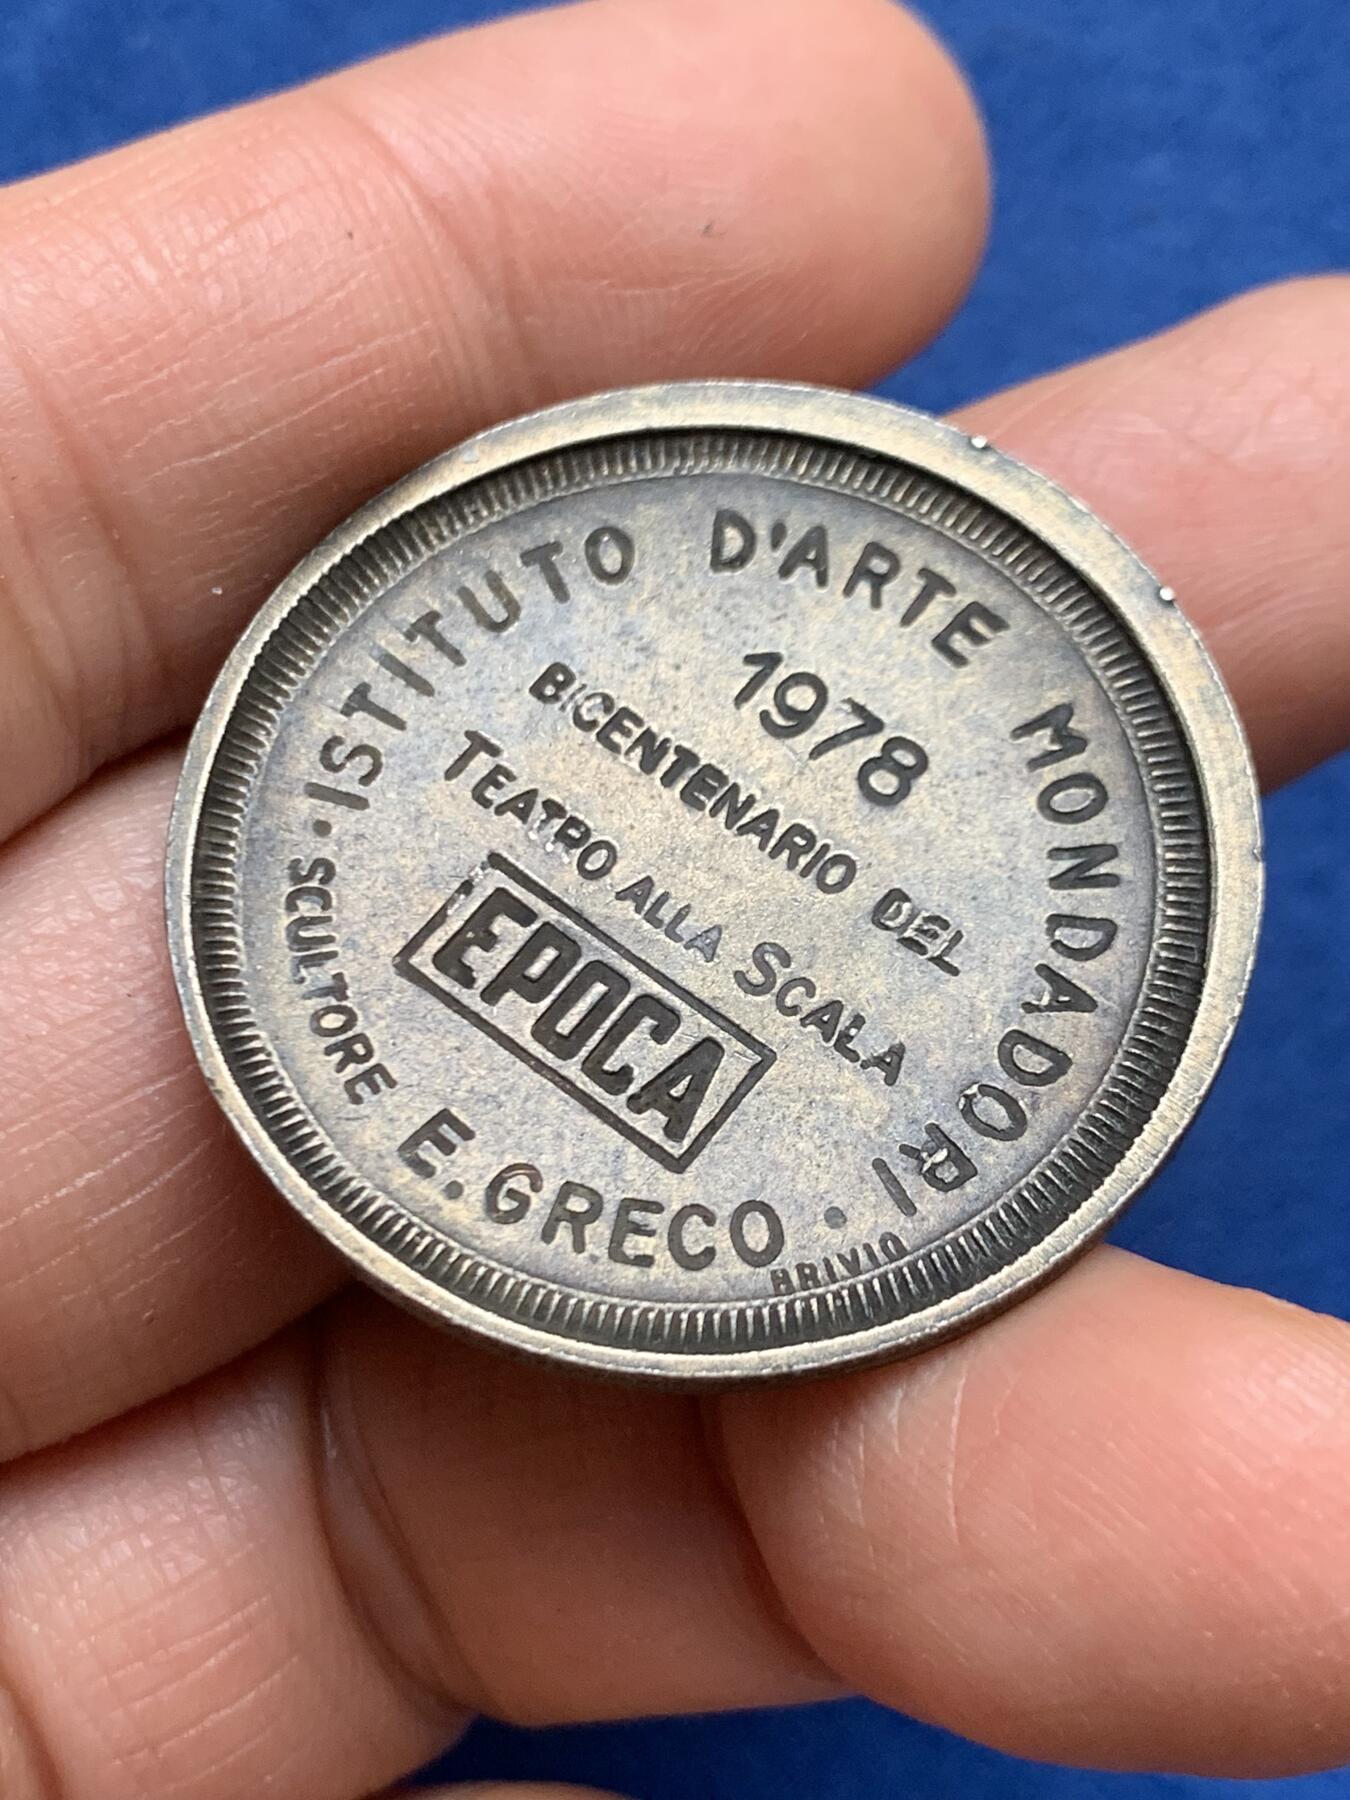 · ISTITUTO D'ARTE MONDADORI ·
1978
BICENTENARIO DEL
TEATRO ALLA SCALA
EPOCA
SCULTORE E. GRECO
BRIVIO